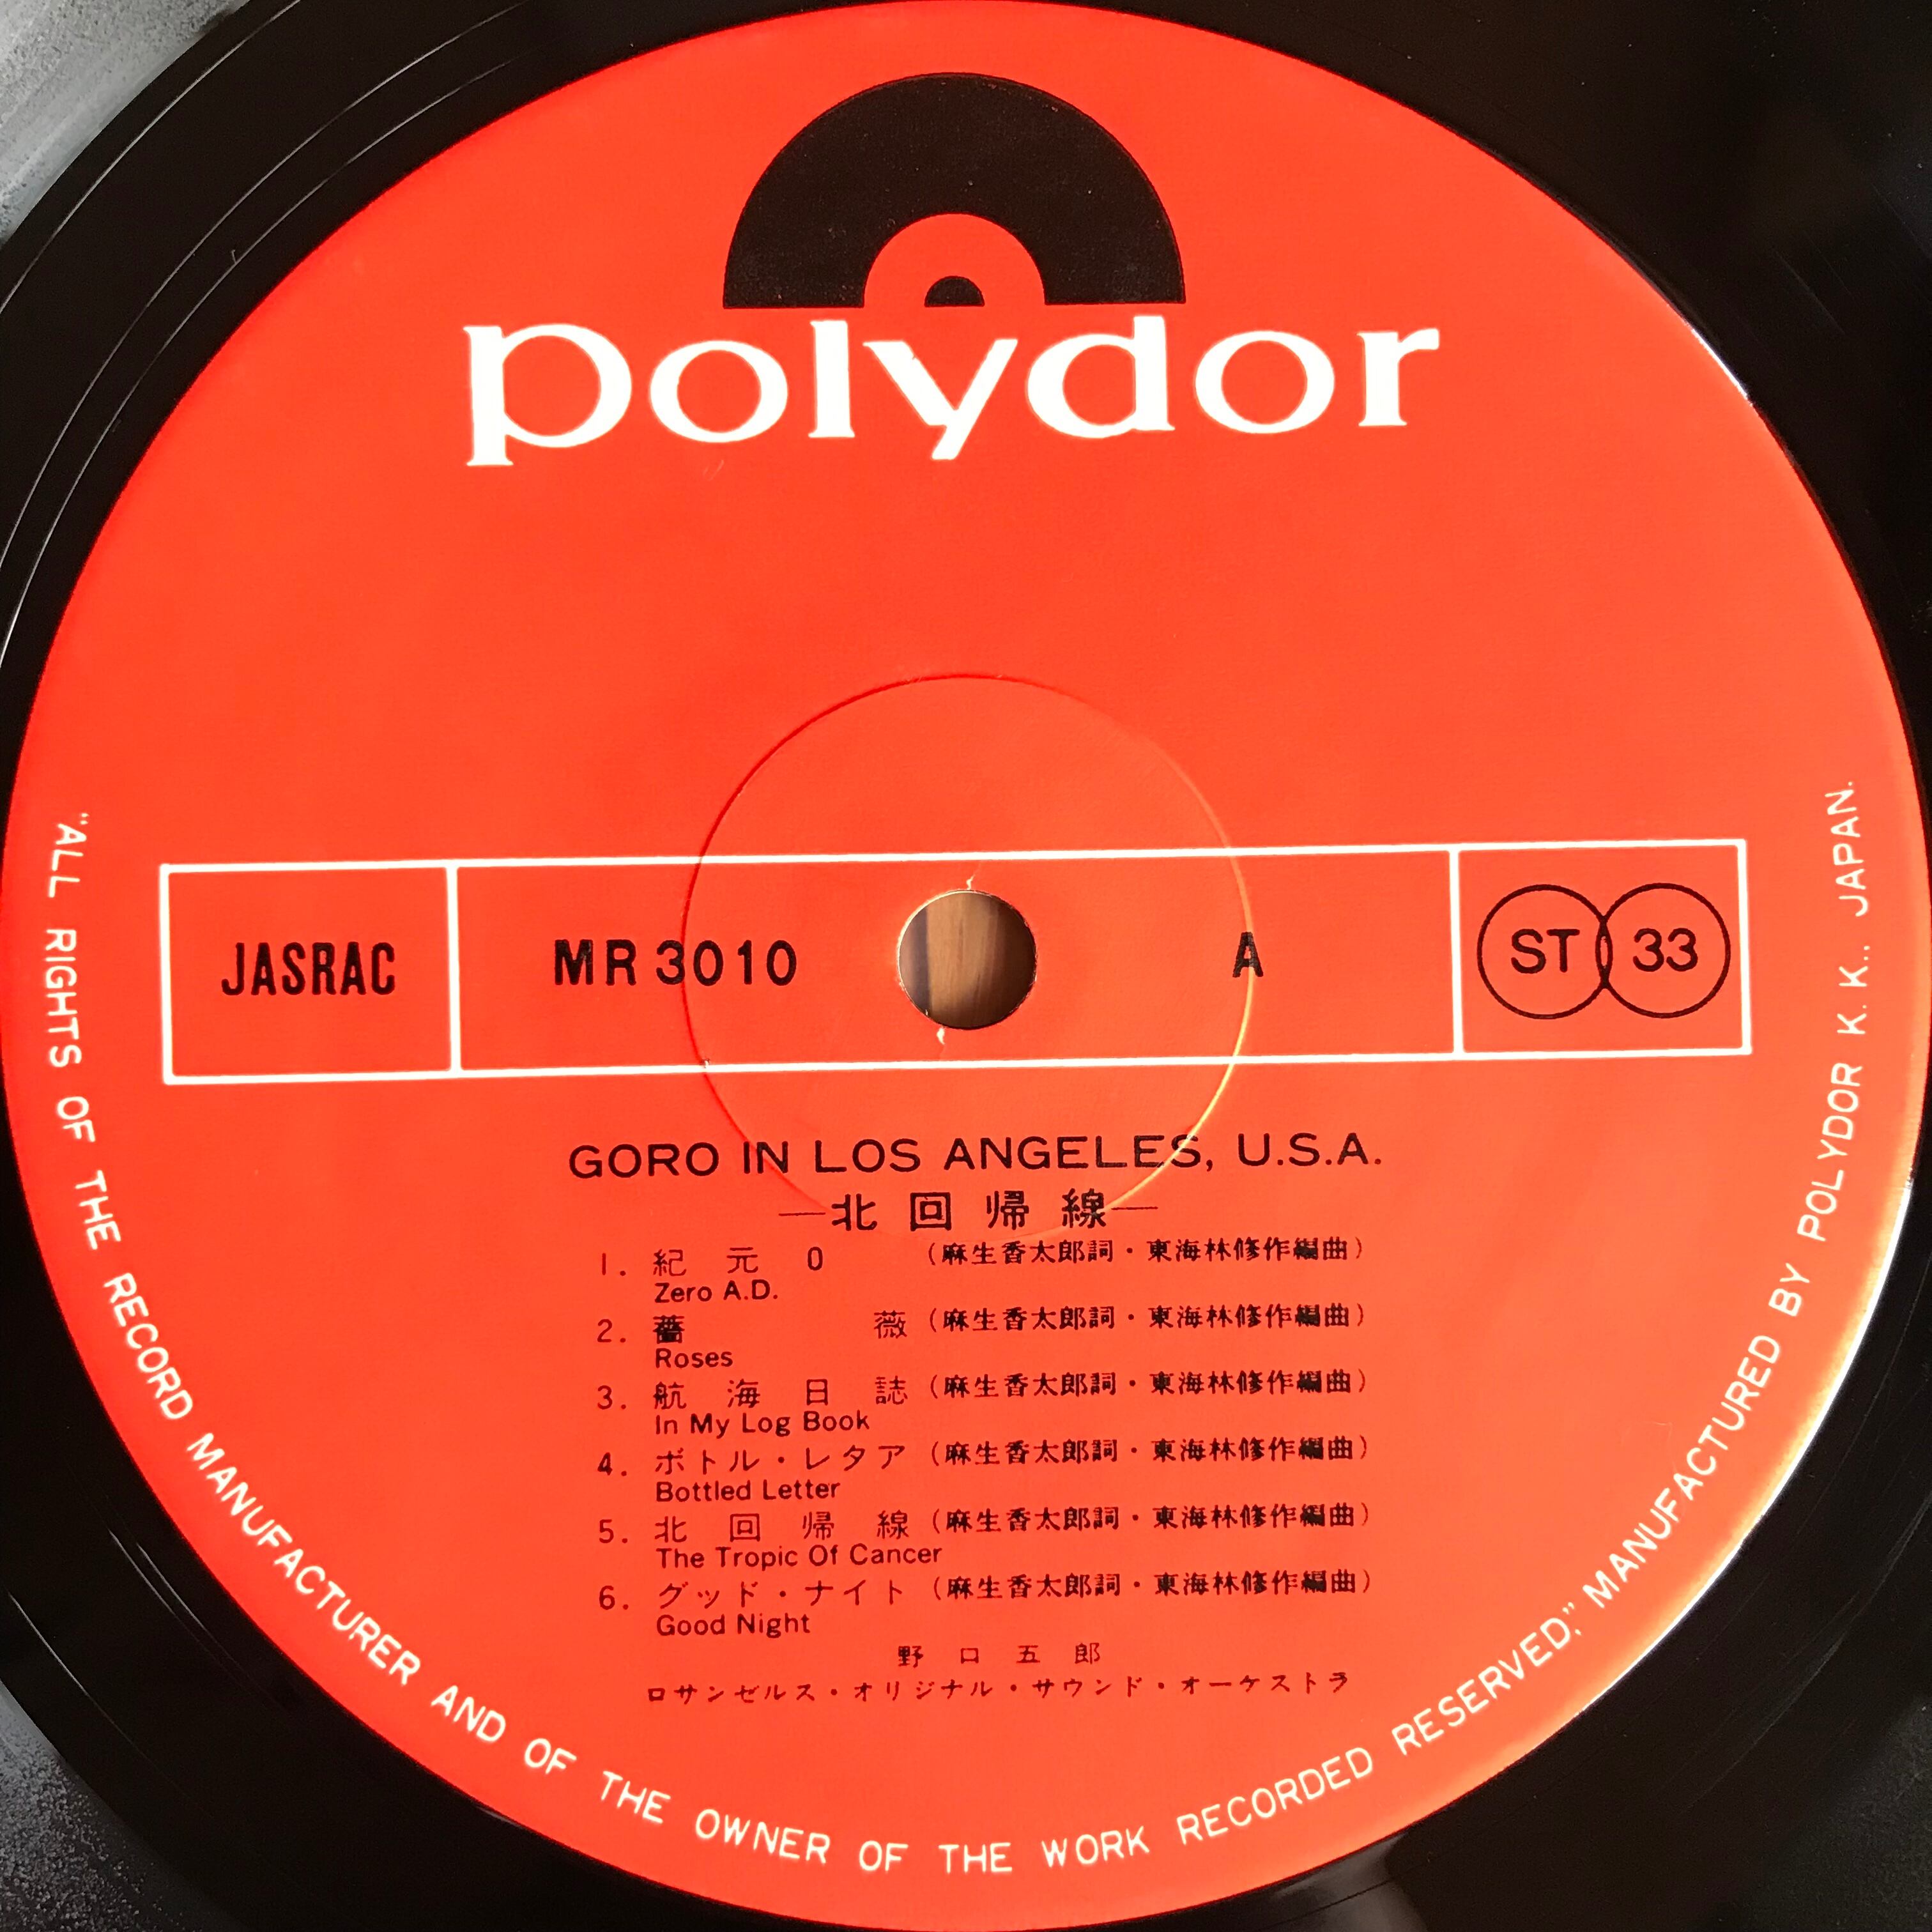 polydor
JASRAC
MR 3010
A
ST 33
GORO IN LOS ANGELES, U.S.A.
—北回帰線—
1. 紀元0 (麻生香太郎詞・東海林修作編曲)
Zero A.D.
2. 薔薇 (麻生香太郎詞・東海林修作編曲)
Roses
3. 航海日誌 (麻生香太郎詞・東海林修作編曲)
In My Log Book
4. ボトル・レタア (麻生香太郎詞・東海林修作編曲)
Bottled Letter
5. 北回帰線 (麻生香太郎詞・東海林修作編曲)
The Tropic Of Cancer
6. グッド・ナイト (麻生香太郎詞・東海林修作編曲)
Good Night
野口五郎
ロサンゼルス・オリジナル・サウンド・オーケストラ
"ALL RIGHTS OF THE RECORD MANUFACTURER AND OF THE OWNER OF THE WORK RECORDED RESERVED," MANUFACTURED BY POLYDOR K. K., JAPAN.